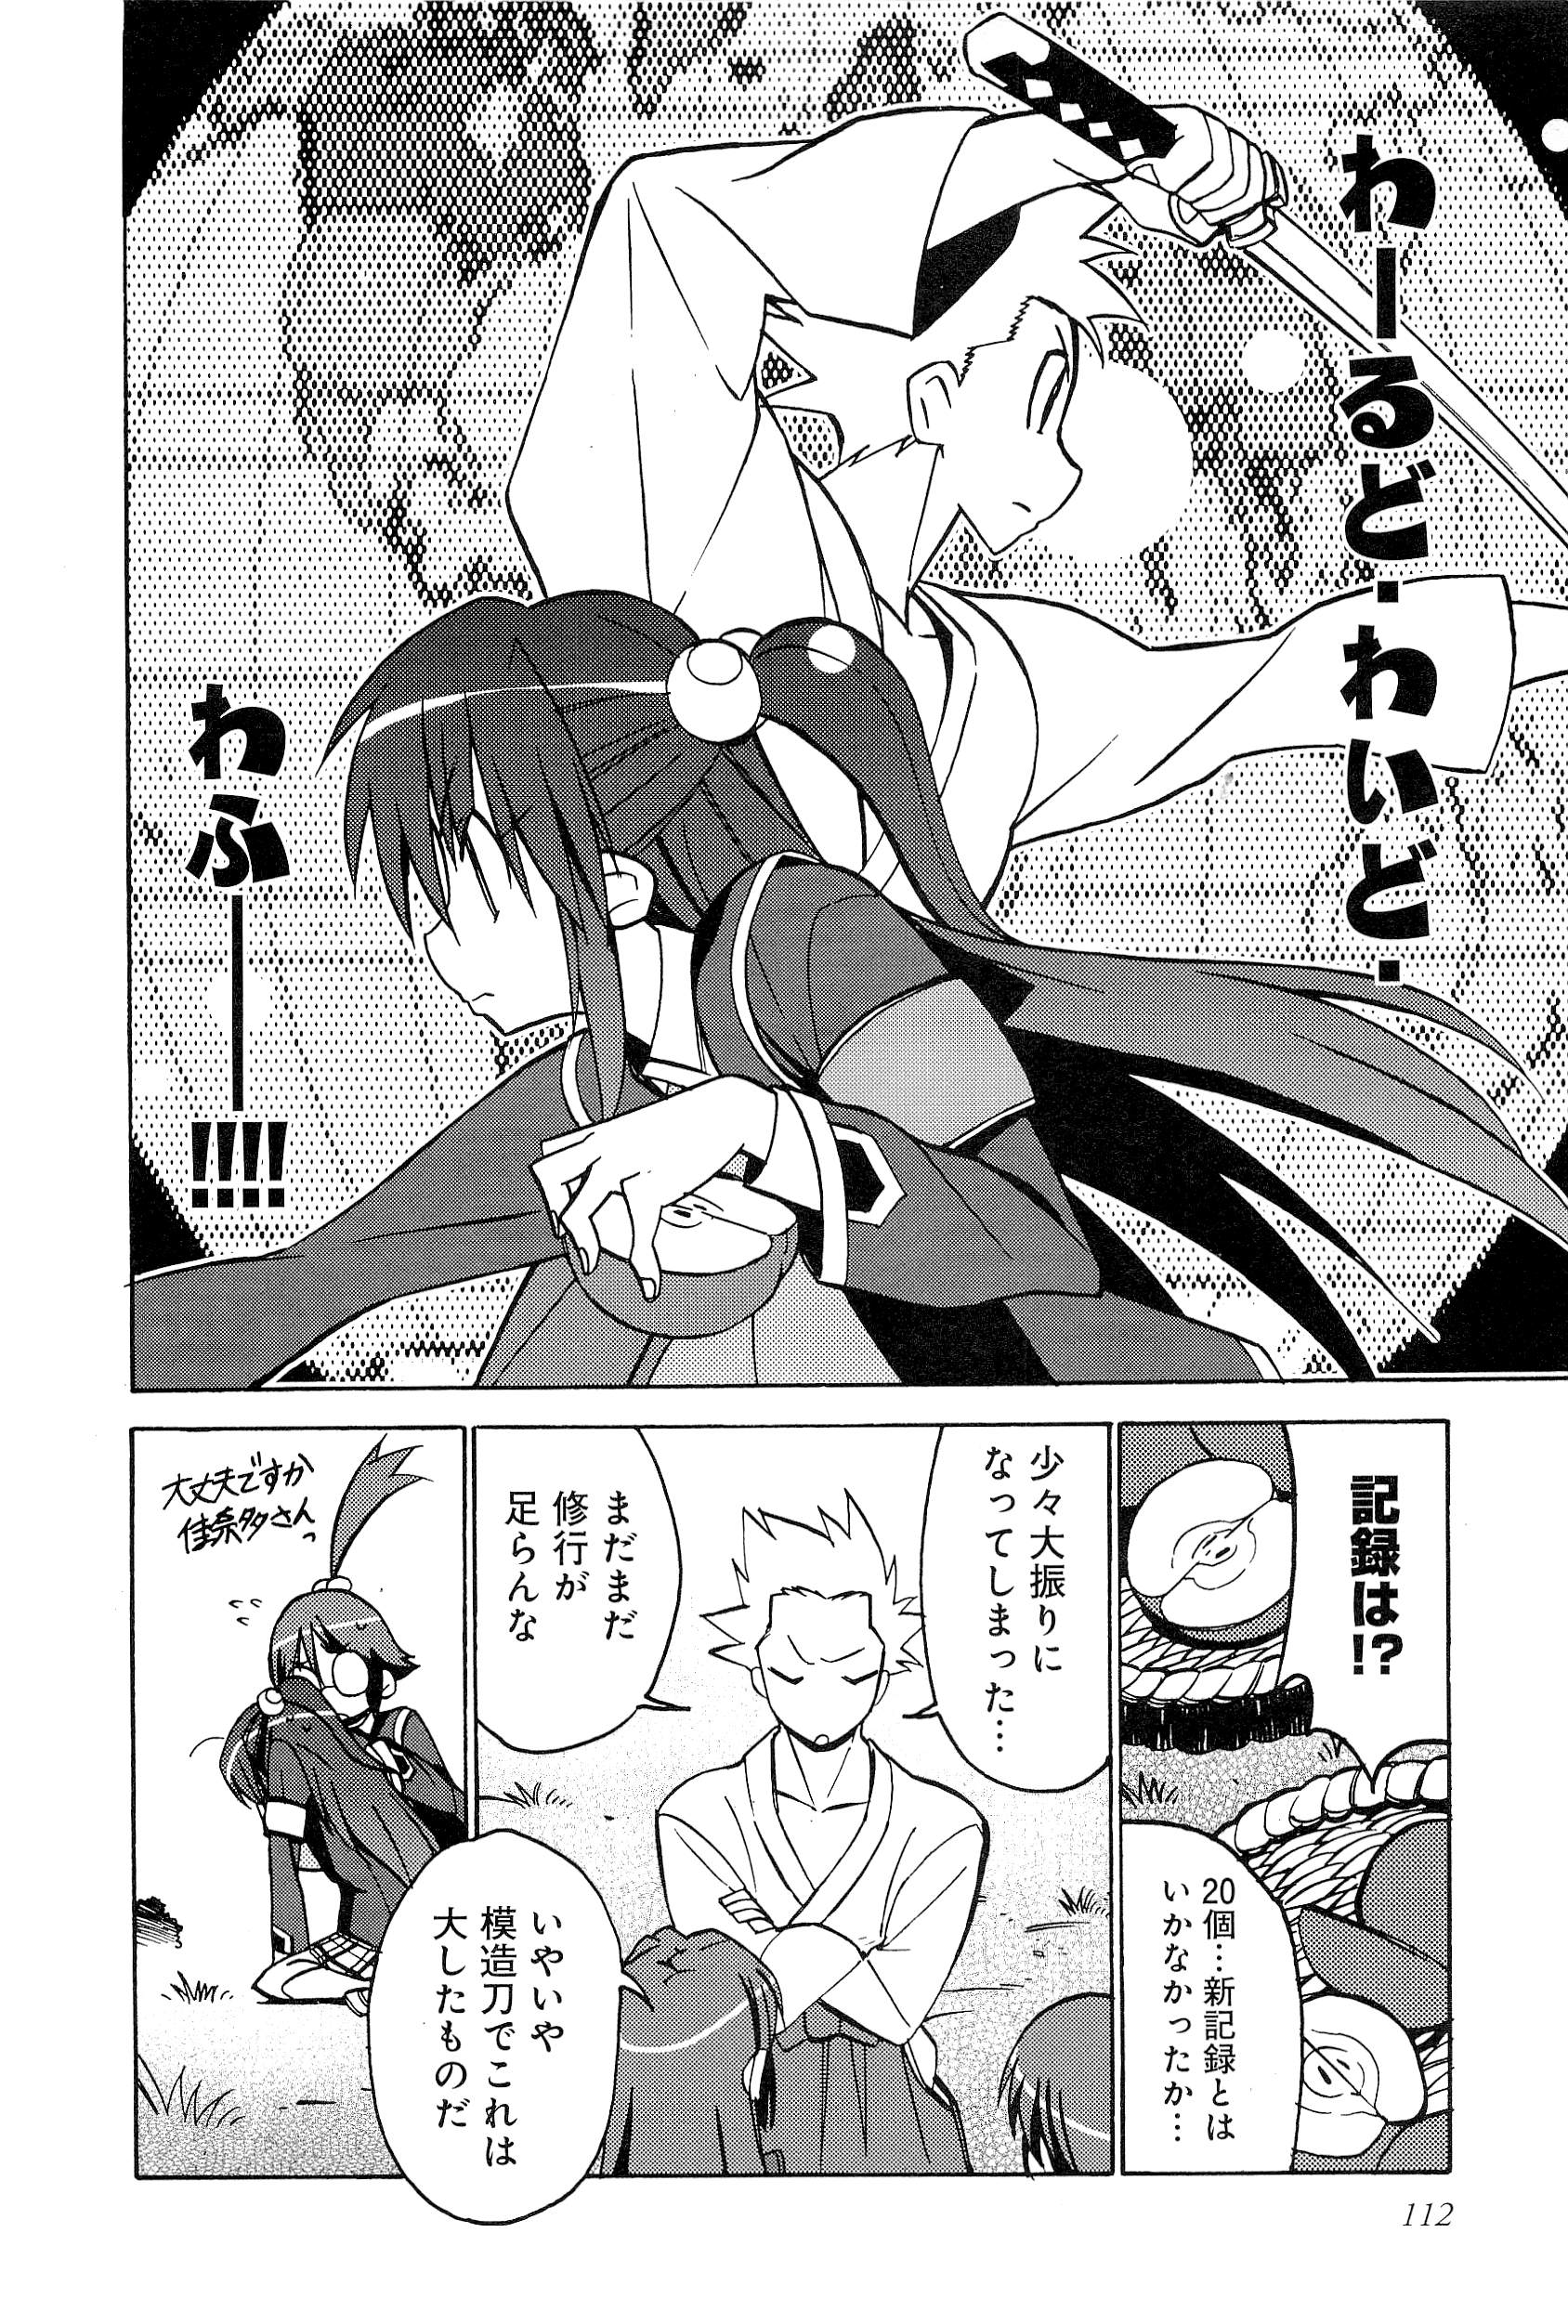 わーるど・わいど・
わふ――!!!!
記録は!?
20個…新記録とは
いかなかったか…
少々大振りに
なってしまった…
まだまだ
修行が
足らんな
いやいや
模造刀でこれは
大したものだ
大丈夫ですか
佳奈多さんっ
112